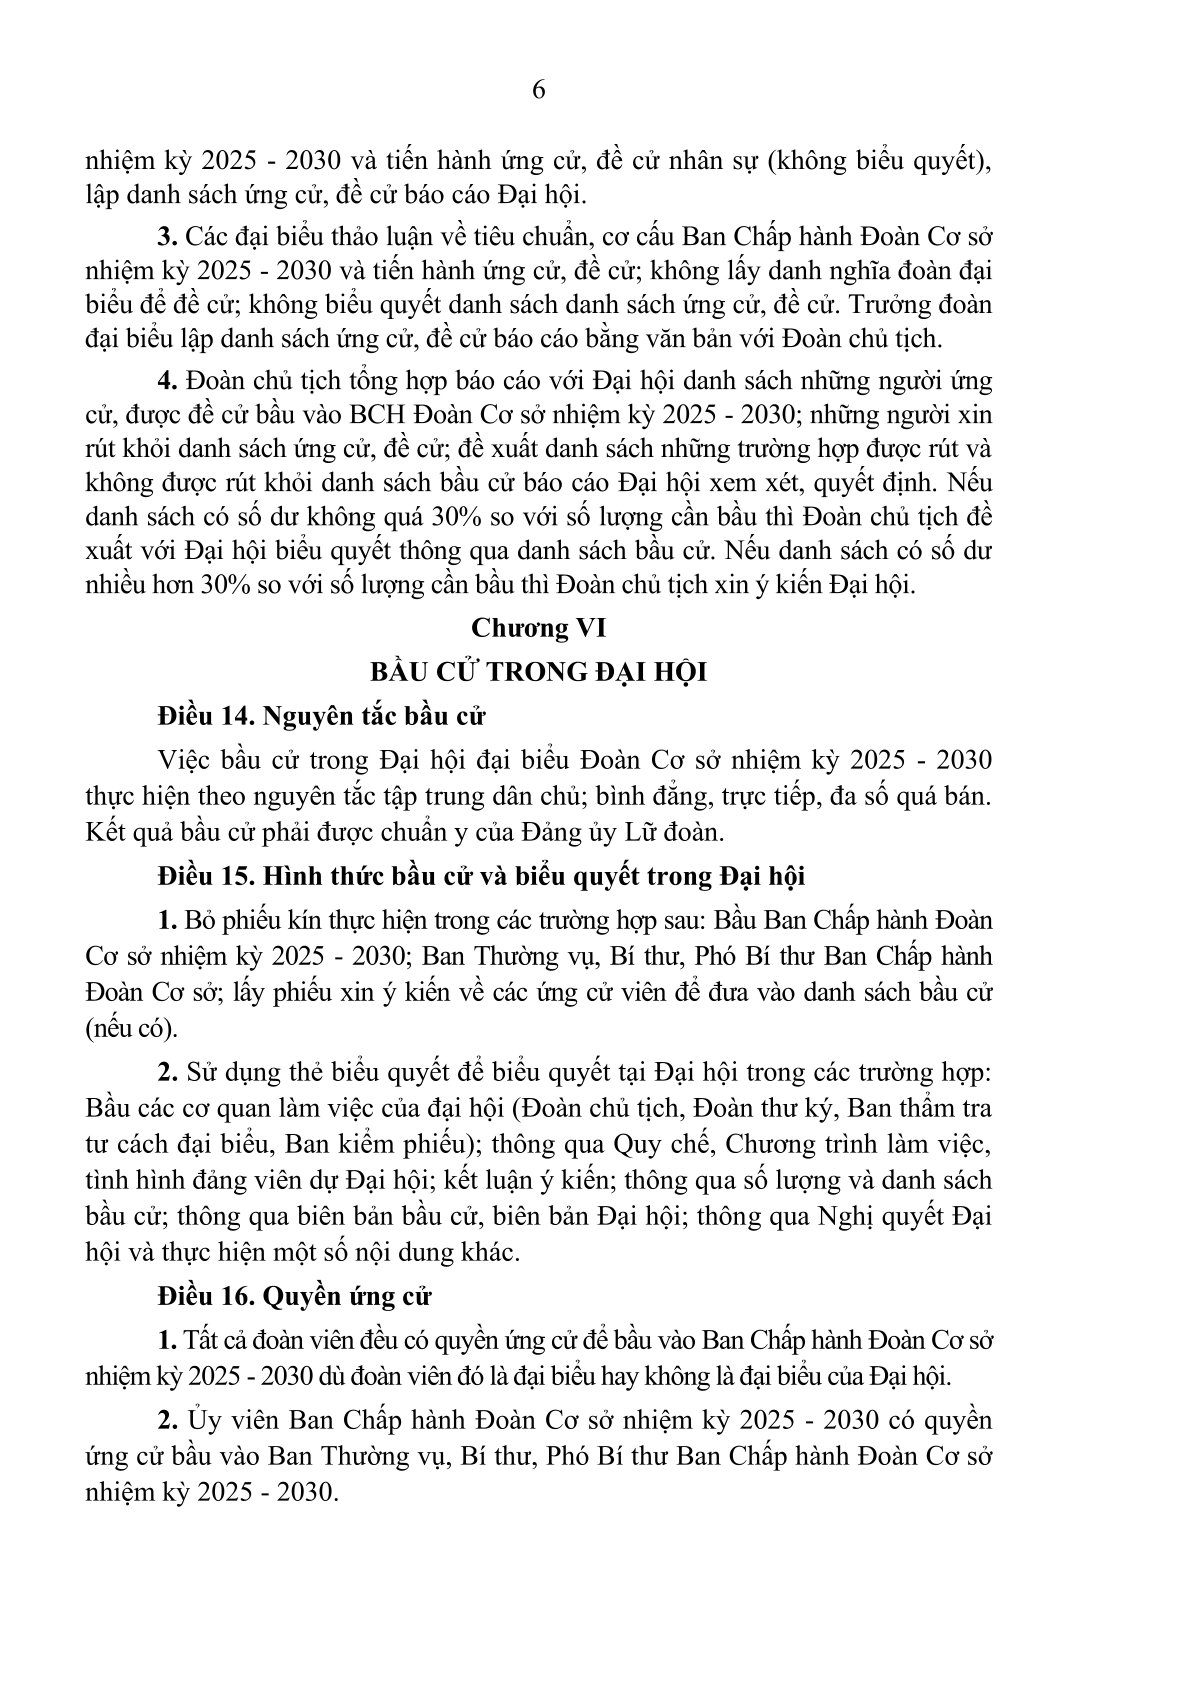 6
nhiệm kỳ 2025 - 2030 và tiến hành ứng cử, đề cử nhân sự (không biểu quyết),
lập danh sách ứng cử, đề cử báo cáo Đại hội.
3. Các đại biểu thảo luận về tiêu chuẩn, cơ cấu Ban Chấp hành Đoàn Cơ sở
nhiệm kỳ 2025 - 2030 và tiến hành ứng cử, đề cử; không lấy danh nghĩa đoàn đại
biểu để đề cử; không biểu quyết danh sách danh sách ứng cử, đề cử. Trưởng đoàn
đại biểu lập danh sách ứng cử, đề cử báo cáo bằng văn bản với Đoàn chủ tịch.
4. Đoàn chủ tịch tổng hợp báo cáo với Đại hội danh sách những người ứng
cử, được đề cử bầu vào BCH Đoàn Cơ sở nhiệm kỳ 2025 - 2030; những người xin
rút khỏi danh sách ứng cử, đề cử; đề xuất danh sách những trường hợp được rút và
không được rút khỏi danh sách bầu cử báo cáo Đại hội xem xét, quyết định. Nếu
danh sách có số dư không quá 30% so với số lượng cần bầu thì Đoàn chủ tịch đề
xuất với Đại hội biểu quyết thông qua danh sách bầu cử. Nếu danh sách có số dư
nhiều hơn 30% so với số lượng cần bầu thì Đoàn chủ tịch xin ý kiến Đại hội.
Chương VI
BẦU CỬ TRONG ĐẠI HỘI
Điều 14. Nguyên tắc bầu cử
Việc bầu cử trong Đại hội đại biểu Đoàn Cơ sở nhiệm kỳ 2025 - 2030
thực hiện theo nguyên tắc tập trung dân chủ; bình đẳng, trực tiếp, đa số quá bán.
Kết quả bầu cử phải được chuẩn y của Đảng ủy Lữ đoàn.
Điều 15. Hình thức bầu cử và biểu quyết trong Đại hội
1. Bỏ phiếu kín thực hiện trong các trường hợp sau: Bầu Ban Chấp hành Đoàn
Cơ sở nhiệm kỳ 2025 - 2030; Ban Thường vụ, Bí thư, Phó Bí thư Ban Chấp hành
Đoàn Cơ sở; lấy phiếu xin ý kiến về các ứng cử viên để đưa vào danh sách bầu cử
(nếu có).
2. Sử dụng thẻ biểu quyết để biểu quyết tại Đại hội trong các trường hợp:
Bầu các cơ quan làm việc của đại hội (Đoàn chủ tịch, Đoàn thư ký, Ban thẩm tra
tư cách đại biểu, Ban kiểm phiếu); thông qua Quy chế, Chương trình làm việc,
tình hình đảng viên dự Đại hội; kết luận ý kiến; thông qua số lượng và danh sách
bầu cử; thông qua biên bản bầu cử, biên bản Đại hội; thông qua Nghị quyết Đại
hội và thực hiện một số nội dung khác.
Điều 16. Quyền ứng cử
1. Tất cả đoàn viên đều có quyền ứng cử để bầu vào Ban Chấp hành Đoàn Cơ sở
nhiệm kỳ 2025 - 2030 dù đoàn viên đó là đại biểu hay không là đại biểu của Đại hội.
2. Ủy viên Ban Chấp hành Đoàn Cơ sở nhiệm kỳ 2025 - 2030 có quyền
ứng cử bầu vào Ban Thường vụ, Bí thư, Phó Bí thư Ban Chấp hành Đoàn Cơ sở
nhiệm kỳ 2025 - 2030.